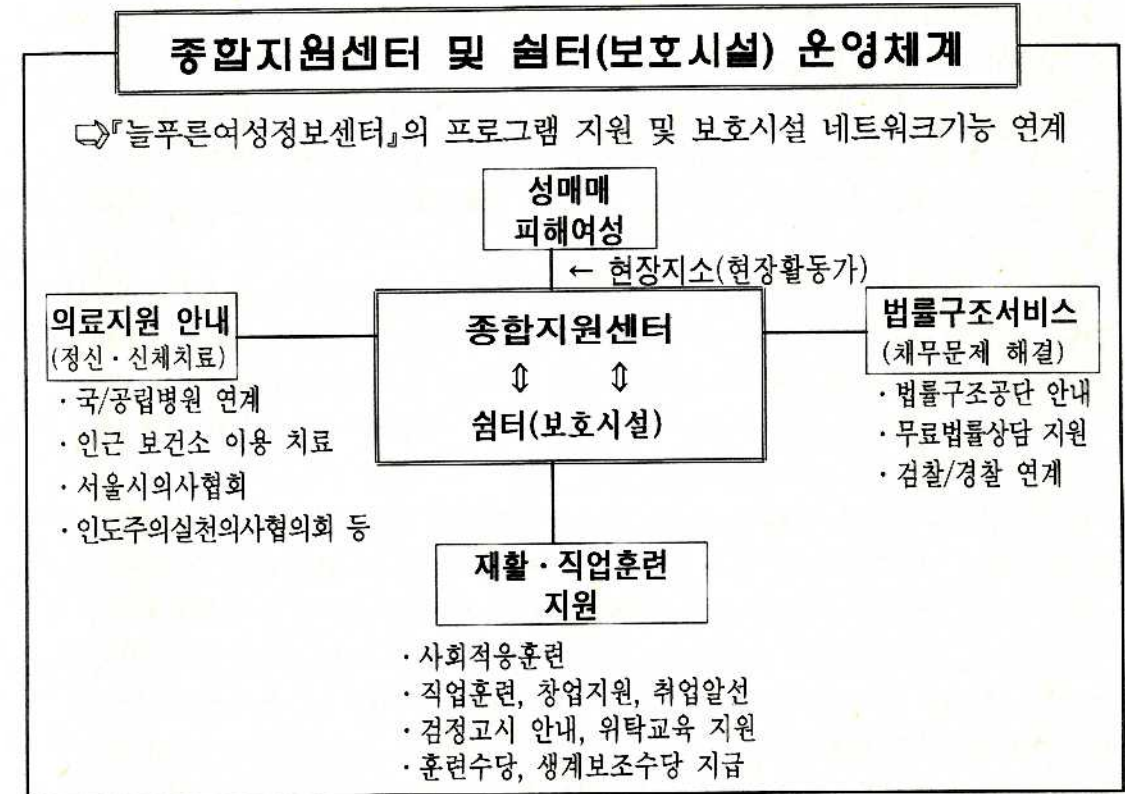 종합지원센터 및 쉼터(보호시설) 운영체계
⇨『늘푸른여성정보센터』의 프로그램 지원 및 보호시설 네트워크기능 연계
성매매
피해여성
← 현장지소(현장활동가)
의료지원 안내
(정신·신체치료)
· 국/공립병원 연계
· 인근 보건소 이용 치료
· 서울시의사협회
· 인도주의실천의사협의회 등
종합지원센터
⇕ ⇕
쉼터(보호시설)
법률구조서비스
(채무문제 해결)
· 법률구조공단 안내
· 무료법률상담 지원
· 검찰/경찰 연계
재활·직업훈련
지원
· 사회적응훈련
· 직업훈련, 창업지원, 취업알선
· 검정고시 안내, 위탁교육 지원
· 훈련수당, 생계보조수당 지급